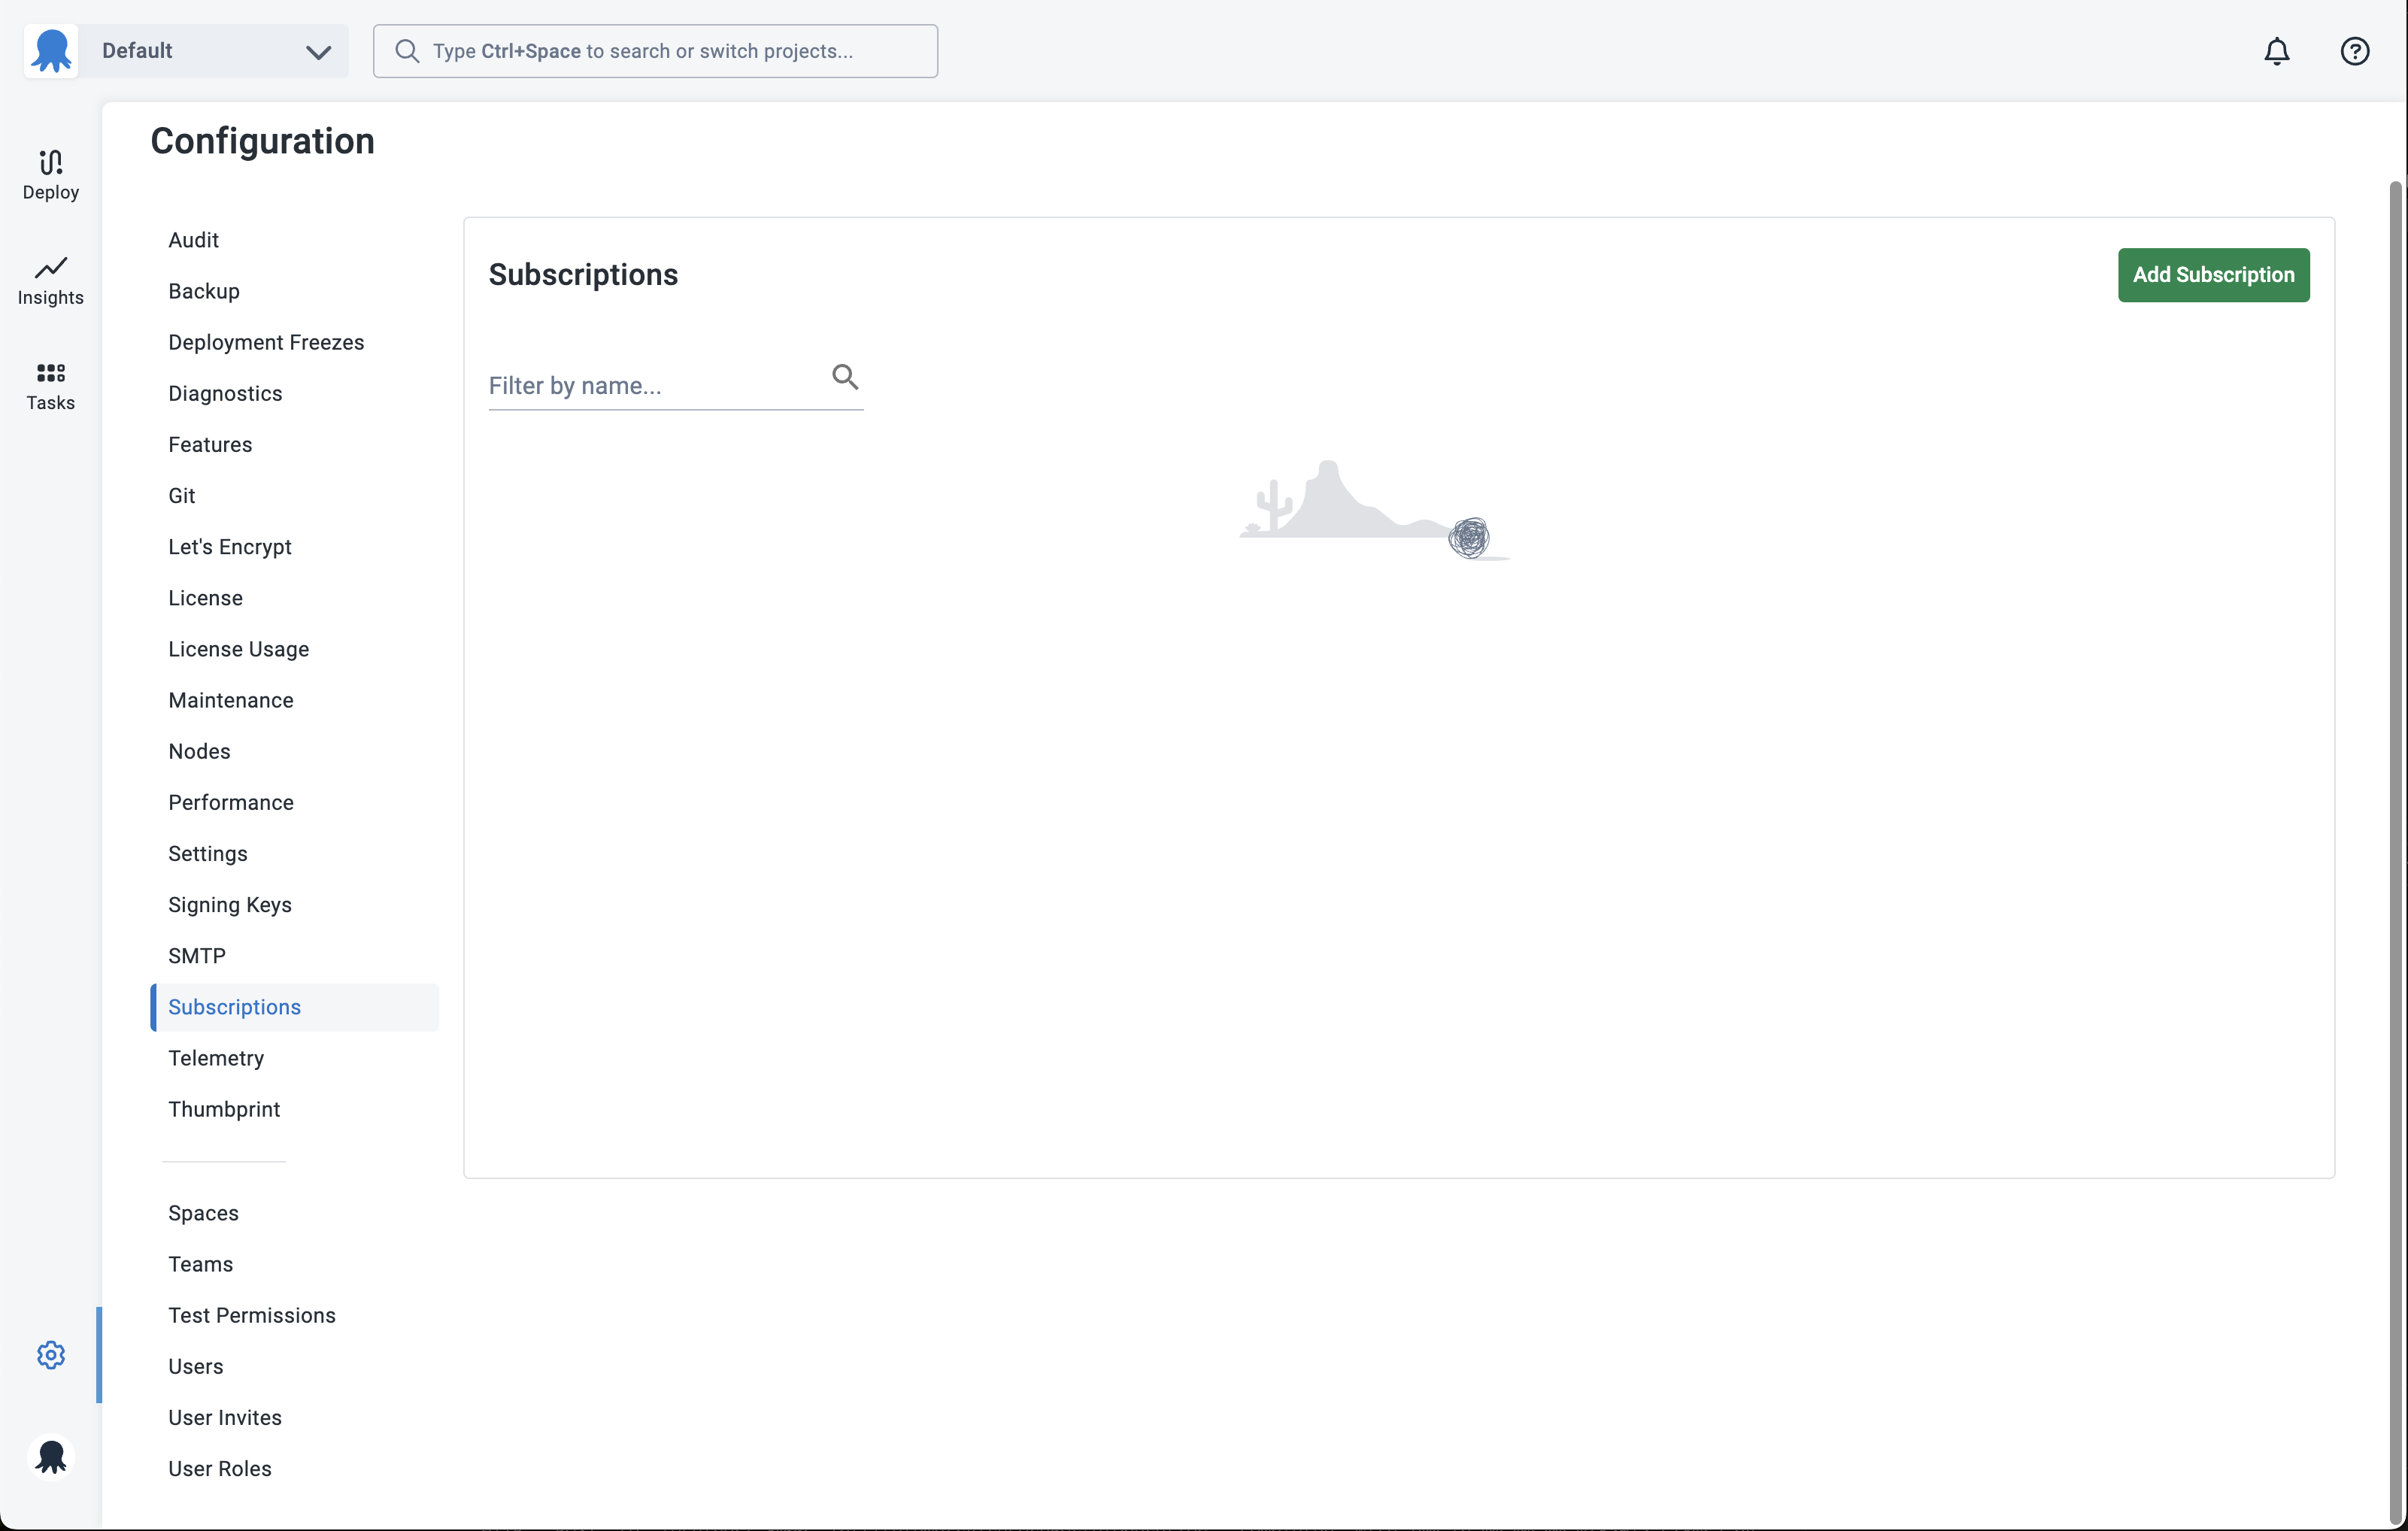 Default
Type Ctrl+Space to search or switch projects...
Deploy
Insights
Tasks
Configuration
Audit
Backup
Deployment Freezes
Diagnostics
Features
Git
Let's Encrypt
License
License Usage
Maintenance
Nodes
Performance
Settings
Signing Keys
SMTP
Subscriptions
Telemetry
Thumbprint
Spaces
Teams
Test Permissions
Users
User Invites
User Roles
Subscriptions
Add Subscription
Filter by name...